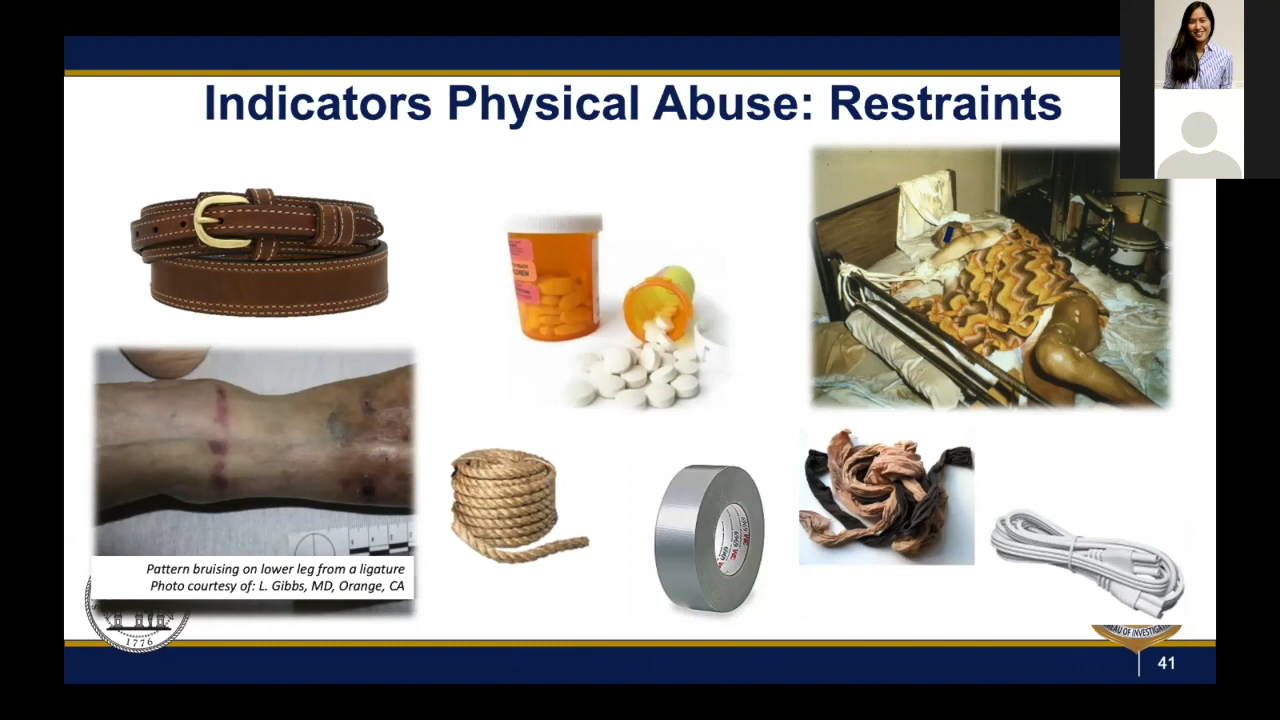 Indicators Physical Abuse: Restraints
Pattern bruising on lower leg from a ligature
Photo courtesy of: L. Gibbs, MD, Orange, CA
1776
41